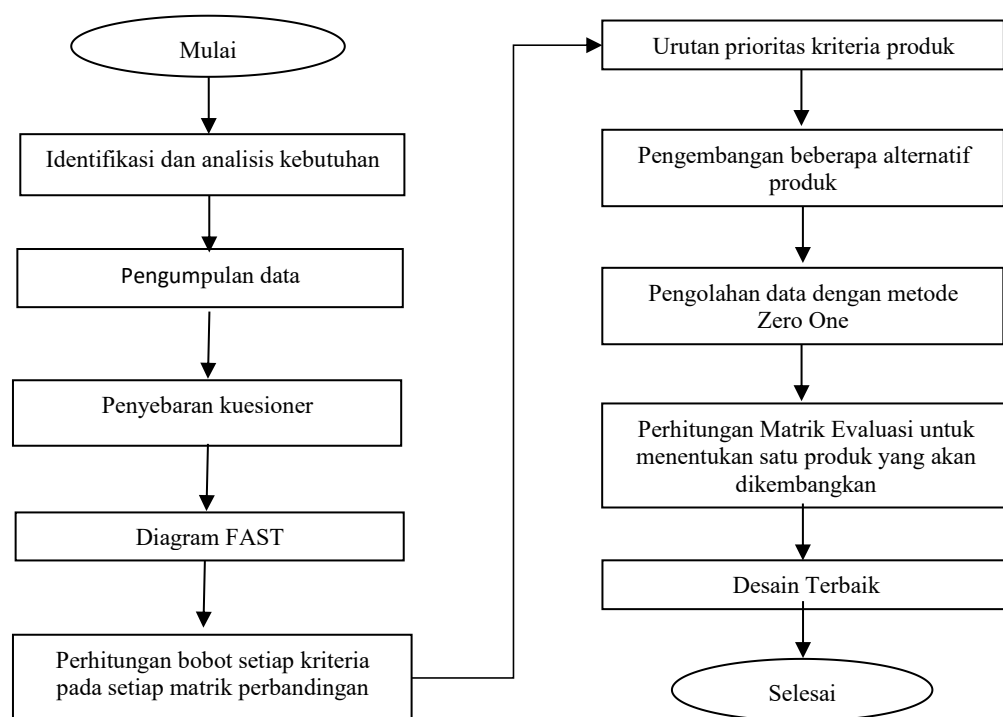 Mulai
Identifikasi dan analisis kebutuhan
Pengumpulan data
Penyebaran kuesioner
Diagram FAST
Perhitungan bobot setiap kriteria
pada setiap matrik perbandingan
Urutan prioritas kriteria produk
Pengembangan beberapa alternatif
produk
Pengolahan data dengan metode
Zero One
Perhitungan Matrik Evaluasi untuk
menentukan satu produk yang akan
dikembangkan
Desain Terbaik
Selesai